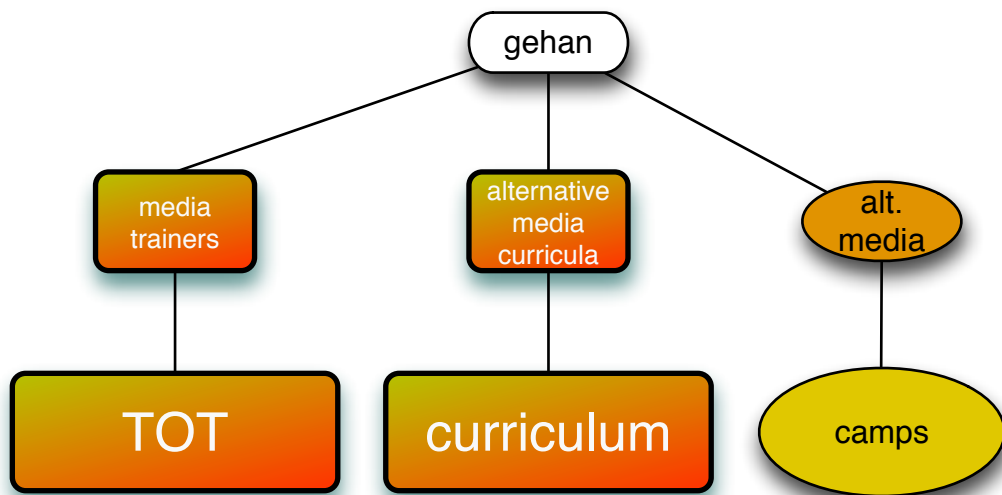 gehan
media
trainers
alternative
media
curricula
alt.
media
TOT
curriculum
camps